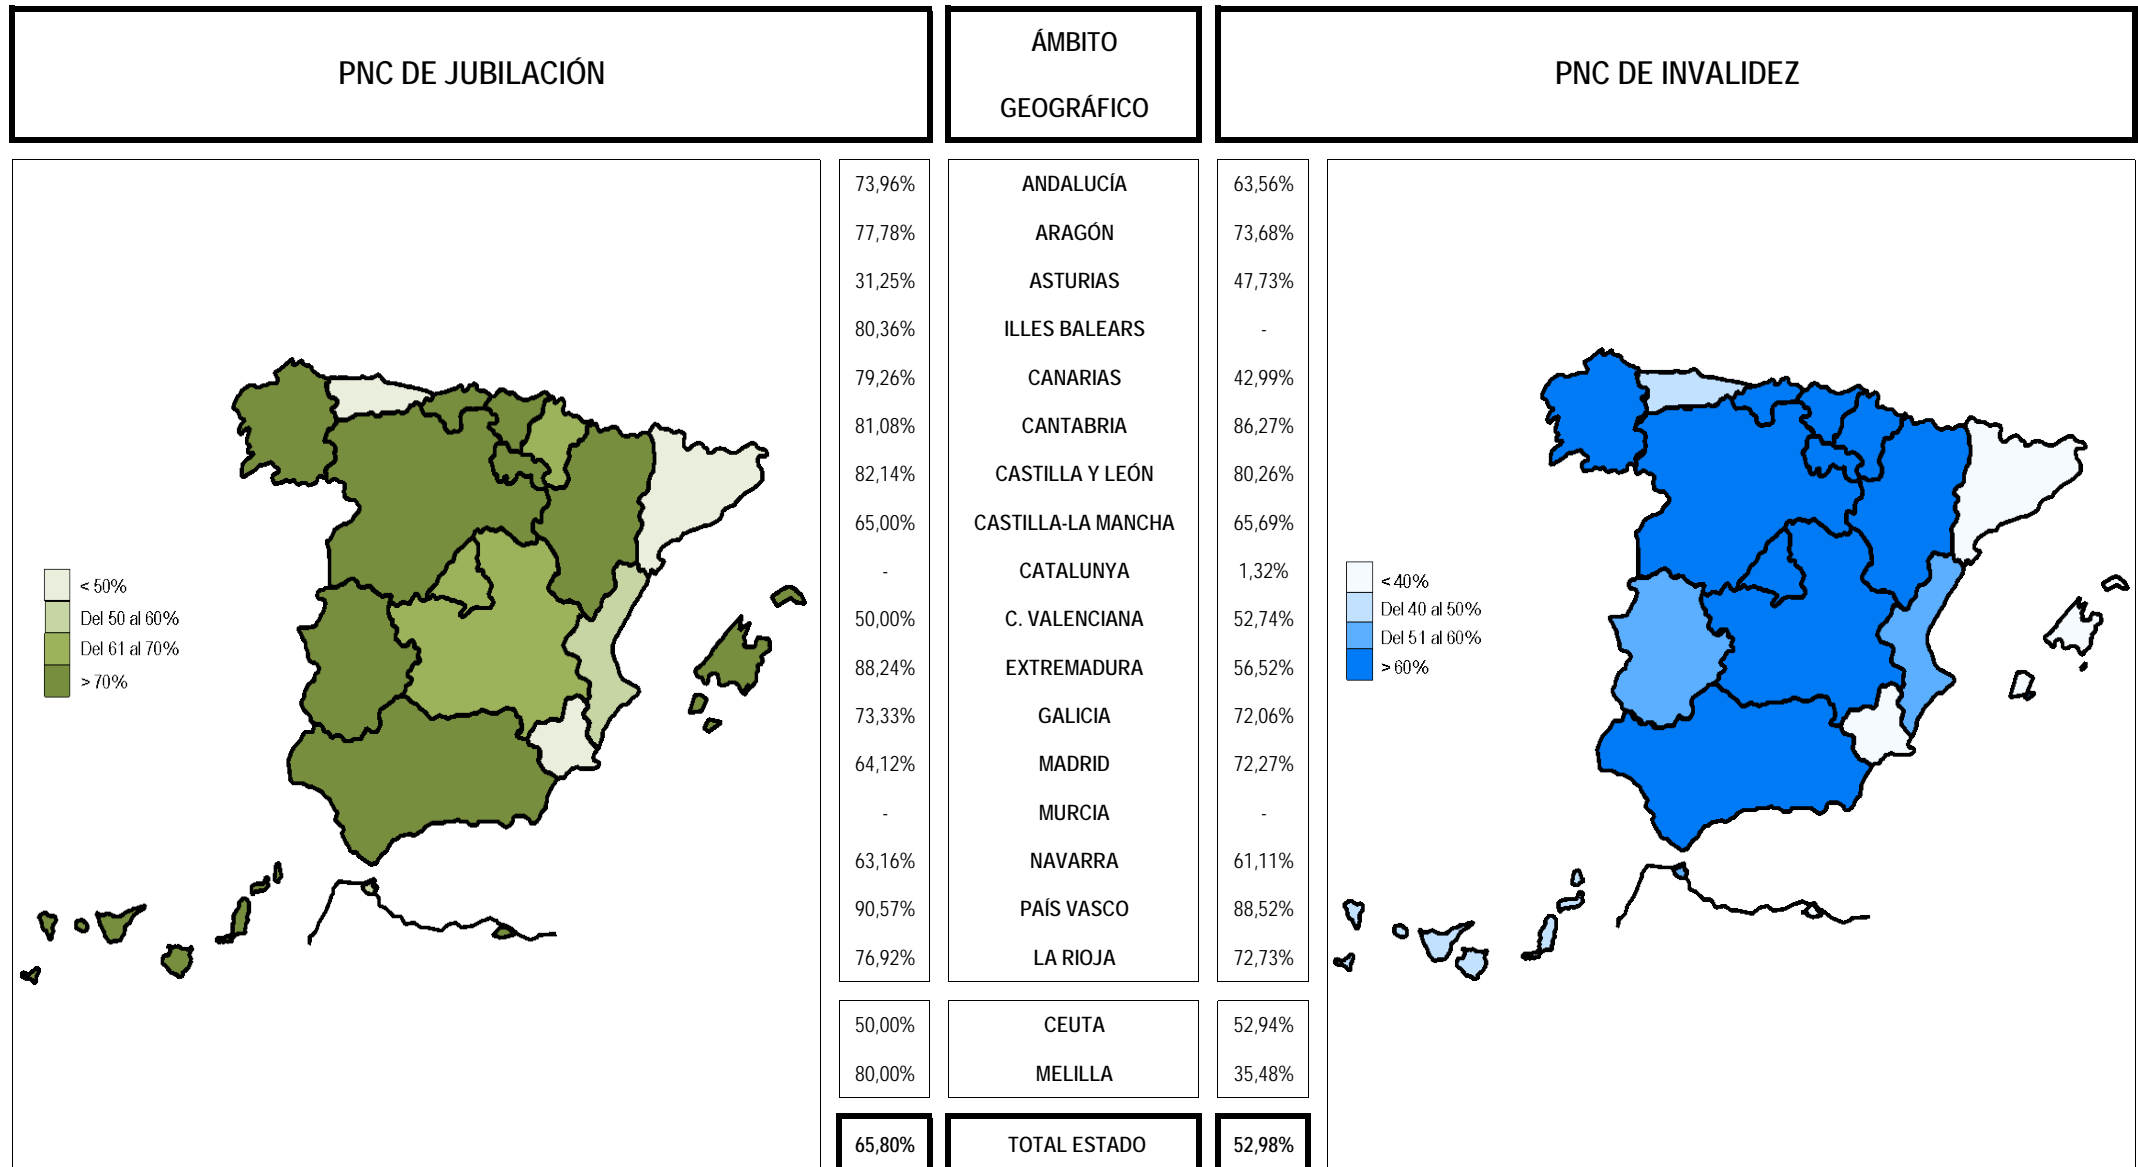 PNC DE JUBILACIÓN
ÁMBITO
GEOGRÁFICO
PNC DE INVALIDEZ
73,96% ANDALUCÍA 63,56%
77,78% ARAGÓN 73,68%
31,25% ASTURIAS 47,73%
80,36% ILLES BALEARS -
79,26% CANARIAS 42,99%
81,08% CANTABRIA 86,27%
82,14% CASTILLA Y LEÓN 80,26%
65,00% CASTILLA-LA MANCHA 65,69%
- CATALUNYA 1,32%
50,00% C. VALENCIANA 52,74%
88,24% EXTREMADURA 56,52%
73,33% GALICIA 72,06%
64,12% MADRID 72,27%
- MURCIA -
63,16% NAVARRA 61,11%
90,57% PAÍS VASCO 88,52%
76,92% LA RIOJA 72,73%
50,00% CEUTA 52,94%
80,00% MELILLA 35,48%
65,80% TOTAL ESTADO 52,98%
< 50%
Del 50 al 60%
Del 61 al 70%
> 70%
< 40%
Del 40 al 50%
Del 51 al 60%
> 60%